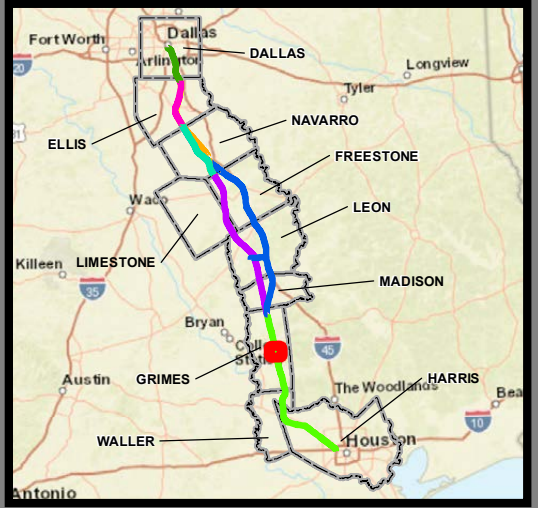 Dallas
Fort Worth
Arlington
DALLAS
Longview
20
Tyler
NAVARRO
ELLIS
FREESTONE
Waco
LEON
LIMESTONE
Killeen
MADISON
35
Bryan
45
GRIMES
HARRIS
Austin
The Woodlands
10
WALLER
Houston
Antonio